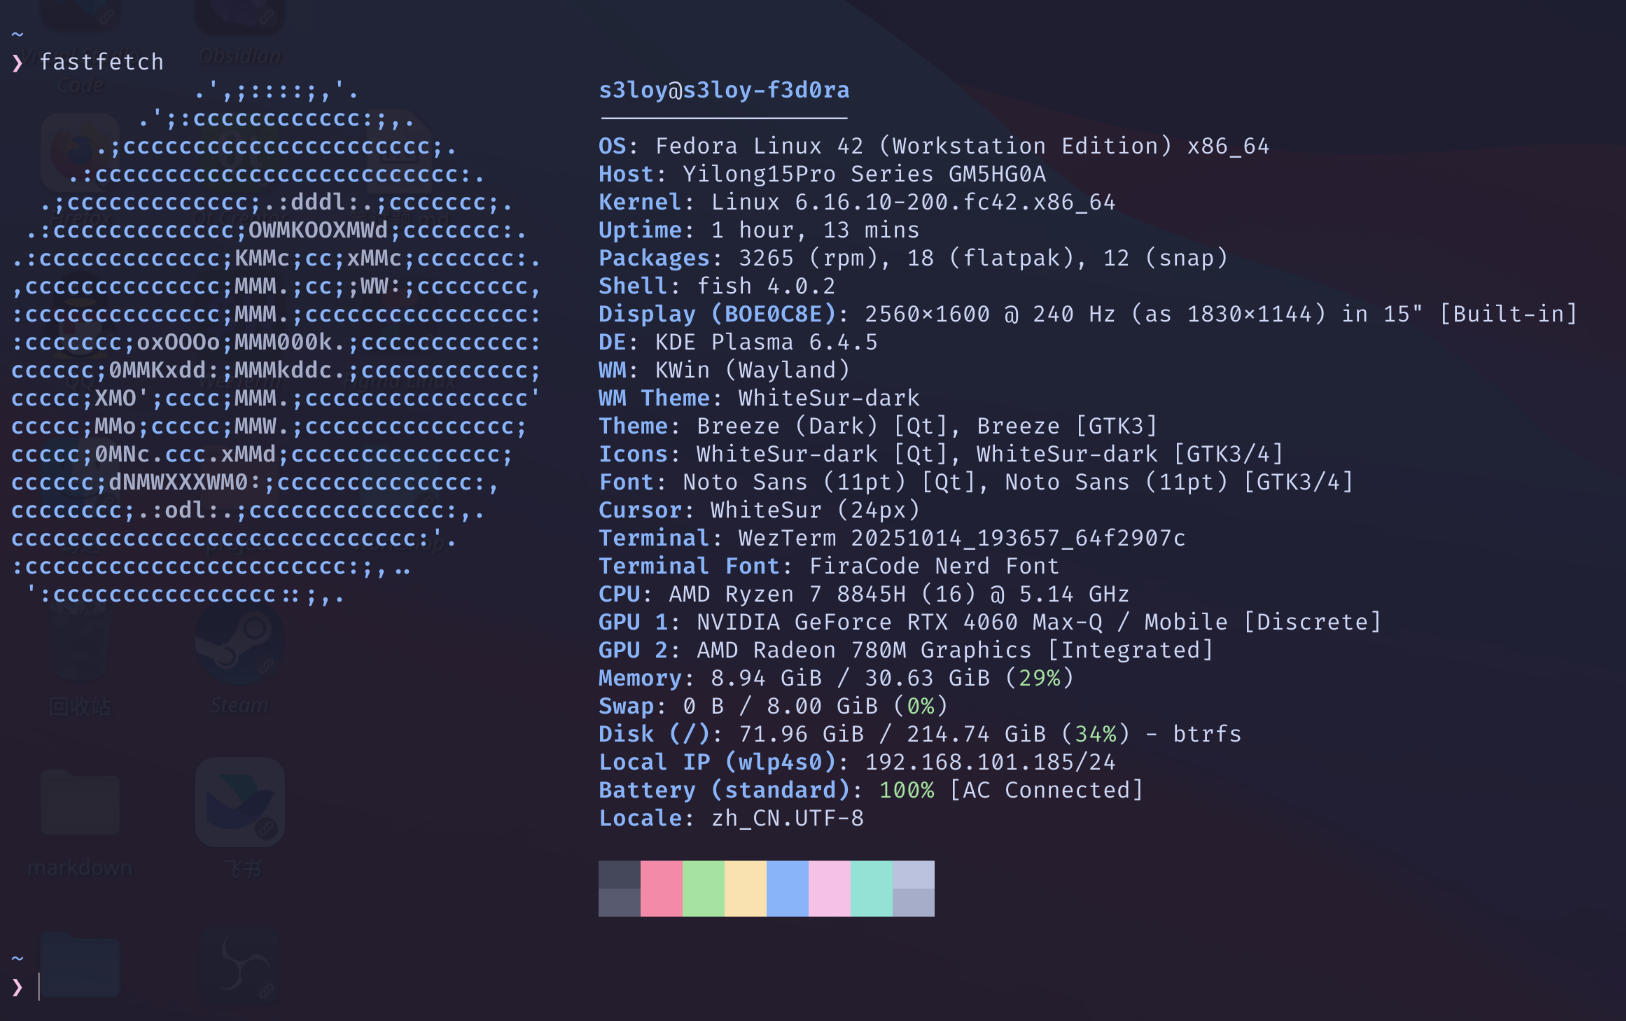 ~
❯ fastfetch
.',;::::;,'.
.';:cccccccccccc:;,.
.;cccccccccccccccccccccc;.
.:cccccccccccccccccccccccccc:.
.;ccccccccccccc;.:dddl:.;ccccccc;.
.:ccccccccccccc;OWMKOOXMWd;ccccccc:.
.:ccccccccccccc;KMMc;cc;xMMc;ccccccc:.
,cccccccccccccc;MMM.;cc;;WW:;cccccccc,
:cccccccccccccc;MMM.;cccccccccccccccc:
:ccccccc;oxOOOo;MMM000k.;cccccccccccc:
cccccc;0MMKxdd:;MMMkddc.;cccccccccccc;
ccccc;XMO';cccc;MMM.;cccccccccccccccc'
ccccc;MMo;ccccc;MMW.;ccccccccccccccc;
ccccc;0MNc.ccc.xMMd;ccccccccccccccc;
cccccc;dNMWXXXWM0:;cccccccccccccc:,
cccccccc;.:odl:.;cccccccccccccc:,.
ccccccccccccccccccccccccccccc:'.
:ccccccccccccccccccccccc:;,..
':cccccccccccccccc::;,.
s3loy@s3loy-f3d0ra
OS: Fedora Linux 42 (Workstation Edition) x86_64
Host: Yilong15Pro Series GM5HG0A
Kernel: Linux 6.16.10-200.fc42.x86_64
Uptime: 1 hour, 13 mins
Packages: 3265 (rpm), 18 (flatpak), 12 (snap)
Shell: fish 4.0.2
Display (BOE0C8E): 2560×1600 @ 240 Hz (as 1830×1144) in 15" [Built-in]
DE: KDE Plasma 6.4.5
WM: KWin (Wayland)
WM Theme: WhiteSur-dark
Theme: Breeze (Dark) [Qt], Breeze [GTK3]
Icons: WhiteSur-dark [Qt], WhiteSur-dark [GTK3/4]
Font: Noto Sans (11pt) [Qt], Noto Sans (11pt) [GTK3/4]
Cursor: WhiteSur (24px)
Terminal: WezTerm 20251014_193657_64f2907c
Terminal Font: FiraCode Nerd Font
CPU: AMD Ryzen 7 8845H (16) @ 5.14 GHz
GPU 1: NVIDIA GeForce RTX 4060 Max-Q / Mobile [Discrete]
GPU 2: AMD Radeon 780M Graphics [Integrated]
Memory: 8.94 GiB / 30.63 GiB (29%)
Swap: 0 B / 8.00 GiB (0%)
Disk (/): 71.96 GiB / 214.74 GiB (34%) - btrfs
Local IP (wlp4s0): 192.168.101.185/24
Battery (standard): 100% [AC Connected]
Locale: zh_CN.UTF-8
~
❯
Obsidian
Code
Firefox
回收站
Steam
markdown
飞书